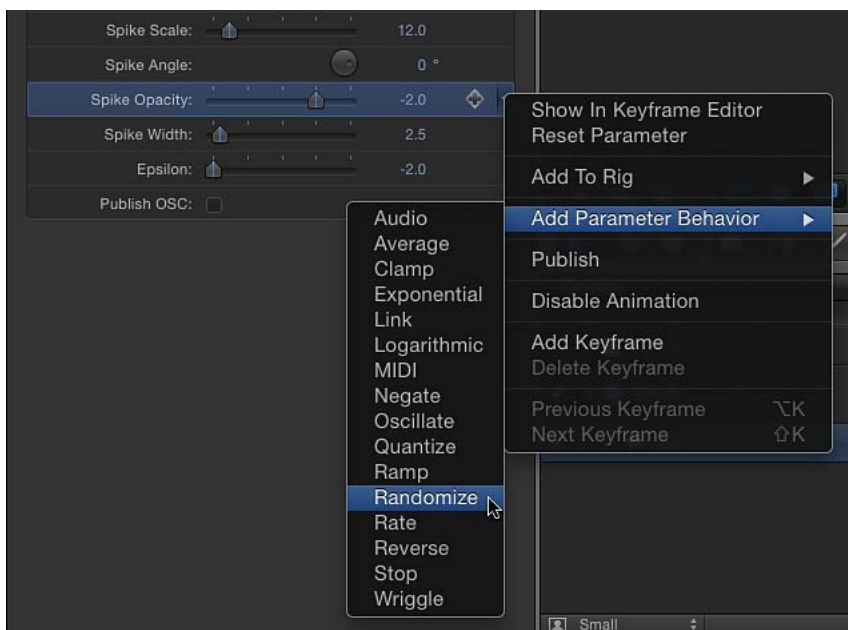 Spike Scale: 12.0
Spike Angle: 0 °
Spike Opacity: -2.0
Spike Width: 2.5
Epsilon: -2.0
Publish OSC:
Show In Keyframe Editor
Reset Parameter
Add To Rig
Add Parameter Behavior
Publish
Disable Animation
Add Keyframe
Delete Keyframe
Previous Keyframe ⌥K
Next Keyframe ⇧K
Audio
Average
Clamp
Exponential
Link
Logarithmic
MIDI
Negate
Oscillate
Quantize
Ramp
Randomize
Rate
Reverse
Stop
Wriggle
Small